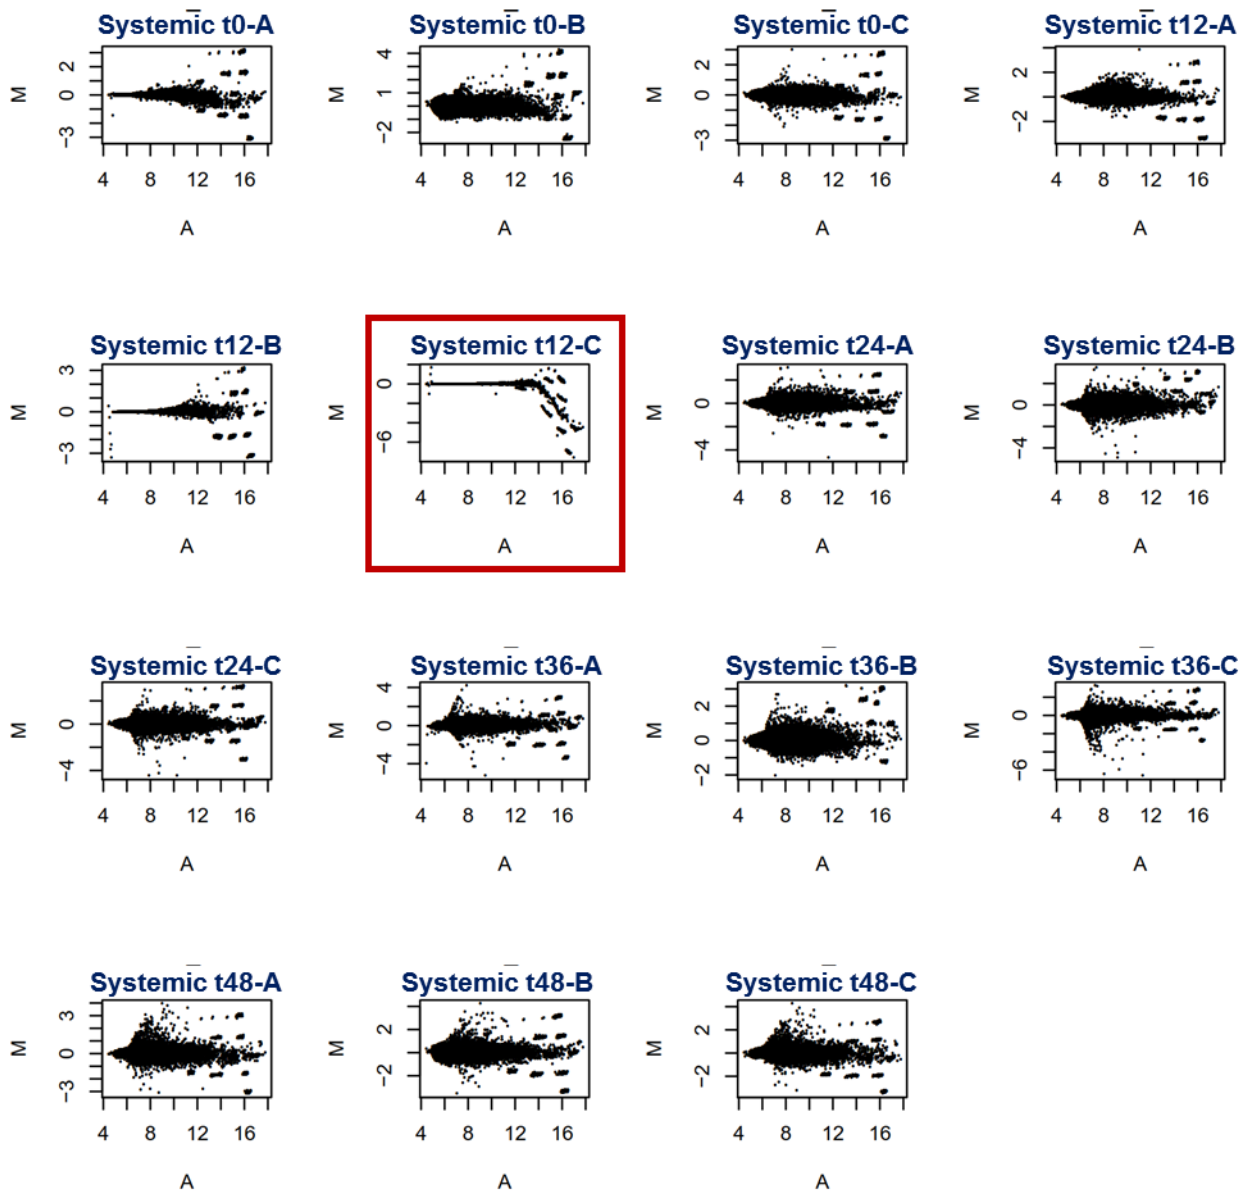 Systemic t0-A
Systemic t0-B
Systemic t0-C
Systemic t12-A
M
2
0
−3
4 8 12 16
A
M
4
1
−2
4 8 12 16
A
M
2
0
−3
4 8 12 16
A
M
2
0
−2
4 8 12 16
A
Systemic t12-B
Systemic t12-C
Systemic t24-A
Systemic t24-B
M
3
0
−3
4 8 12 16
A
M
0
−6
4 8 12 16
A
M
0
−4
4 8 12 16
A
M
0
−4
4 8 12 16
A
Systemic t24-C
Systemic t36-A
Systemic t36-B
Systemic t36-C
M
0
−4
4 8 12 16
A
M
4
0
−4
4 8 12 16
A
M
2
0
−2
4 8 12 16
A
M
0
−6
4 8 12 16
A
Systemic t48-A
Systemic t48-B
Systemic t48-C
M
3
0
−3
4 8 12 16
A
M
2
0
−2
4 8 12 16
A
M
2
0
−2
4 8 12 16
A